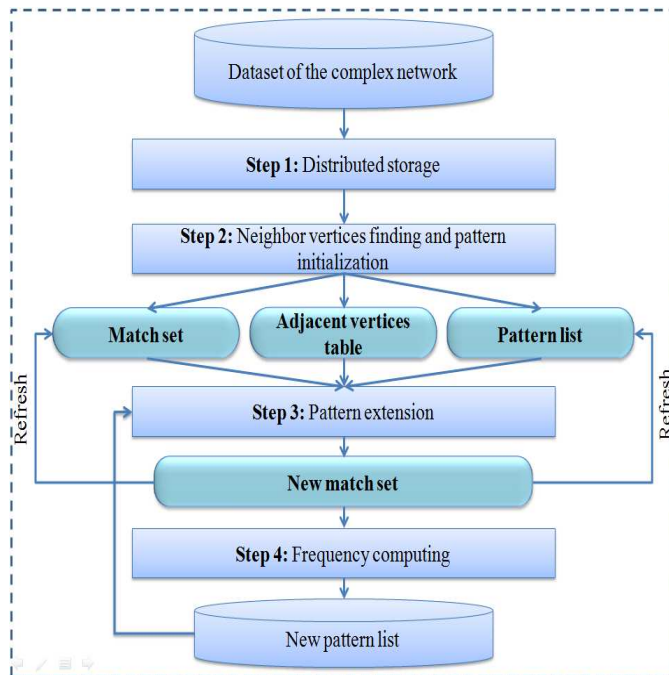 Dataset of the complex network
Step 1: Distributed storage
Step 2: Neighbor vertices finding and pattern
initialization
Match set
Adjacent vertices
table
Pattern list
Refresh
Refresh
Step 3: Pattern extension
New match set
Step 4: Frequency computing
New pattern list